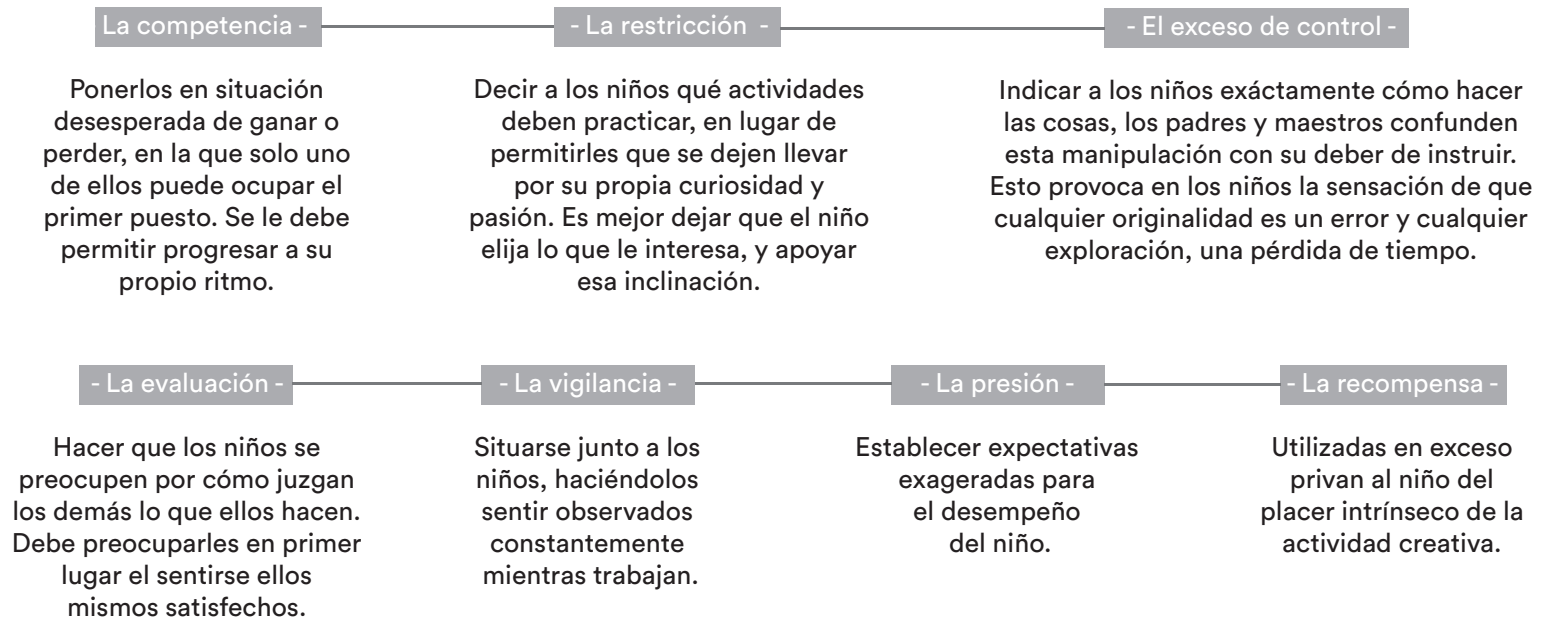 La competencia -
- La restricción -
- El exceso de control -
Ponerlos en situación
desesperada de ganar o
perder, en la que solo uno
de ellos puede ocupar el
primer puesto. Se le debe
permitir progresar a su
propio ritmo.
Decir a los niños qué actividades
deben practicar, en lugar de
permitirles que se dejen llevar
por su propia curiosidad y
pasión. Es mejor dejar que el niño
elija lo que le interesa, y apoyar
esa inclinación.
Indicar a los niños exáctamente cómo hacer
las cosas, los padres y maestros confunden
esta manipulación con su deber de instruir.
Esto provoca en los niños la sensación de que
cualquier originalidad es un error y cualquier
exploración, una pérdida de tiempo.
- La evaluación -
- La vigilancia -
- La presión -
- La recompensa -
Hacer que los niños se
preocupen por cómo juzgan
los demás lo que ellos hacen.
Debe preocuparles en primer
lugar el sentirse ellos
mismos satisfechos.
Situarse junto a los
niños, haciéndolos
sentir observados
constantemente
mientras trabajan.
Establecer expectativas
exageradas para
el desempeño
del niño.
Utilizadas en exceso
privan al niño del
placer intrínseco de la
actividad creativa.